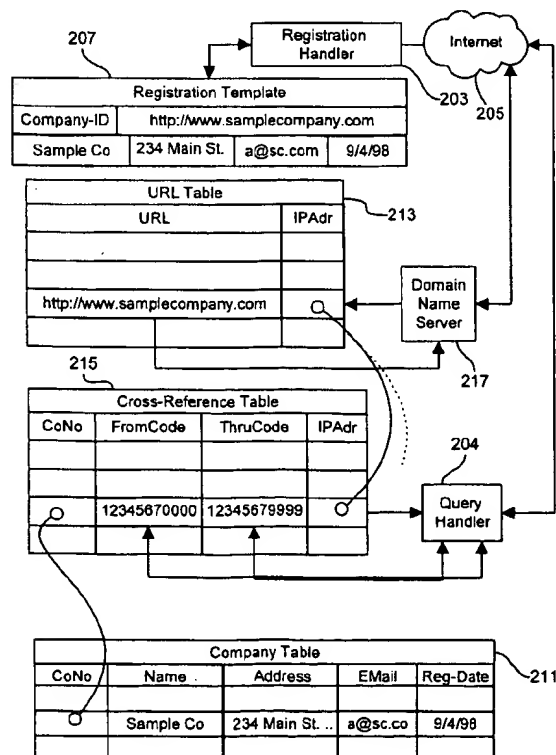 207
Registration Handler
203
Internet
205
Registration Template
Company-ID http://www.samplecompany.com
Sample Co 234 Main St. a@sc.com 9/4/98
URL Table
URL IPAdr
213
http://www.samplecompany.com
Domain Name Server
217
215
Cross-Reference Table
CoNo FromCode ThruCode IPAdr
12345670000 12345679999
204
Query Handler
Company Table
211
CoNo Name Address EMail Reg-Date
Sample Co 234 Main St. .. a@sc.co 9/4/98